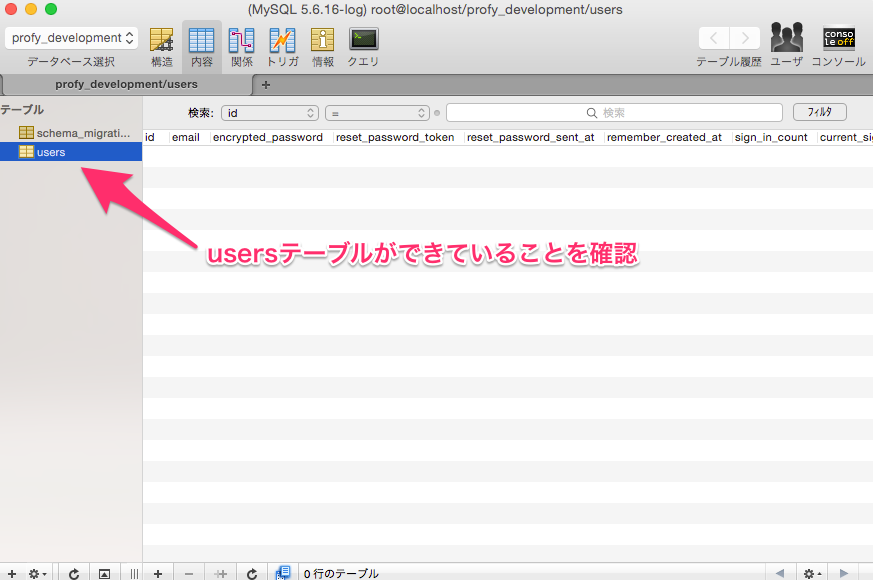 (MySQL 5.6.16-log) root@localhost/profy_development/users
profy_development
データベース選択
構造
内容
関係
トリガ
情報
クエリ
テーブル履歴
ユーザ
conso
le off
コンソール
profy_development/users
テーブル
検索: id = 検索 フィルタ
schema_migrati...
users
id email encrypted_password reset_password_token reset_password_sent_at remember_created_at sign_in_count current_sig
usersテーブルができていることを確認
0 行のテーブル